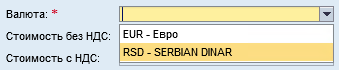 Валюта: *
EUR - Евро
Стоимость без НДС:
RSD - SERBIAN DINAR
Стоимость с НДС: